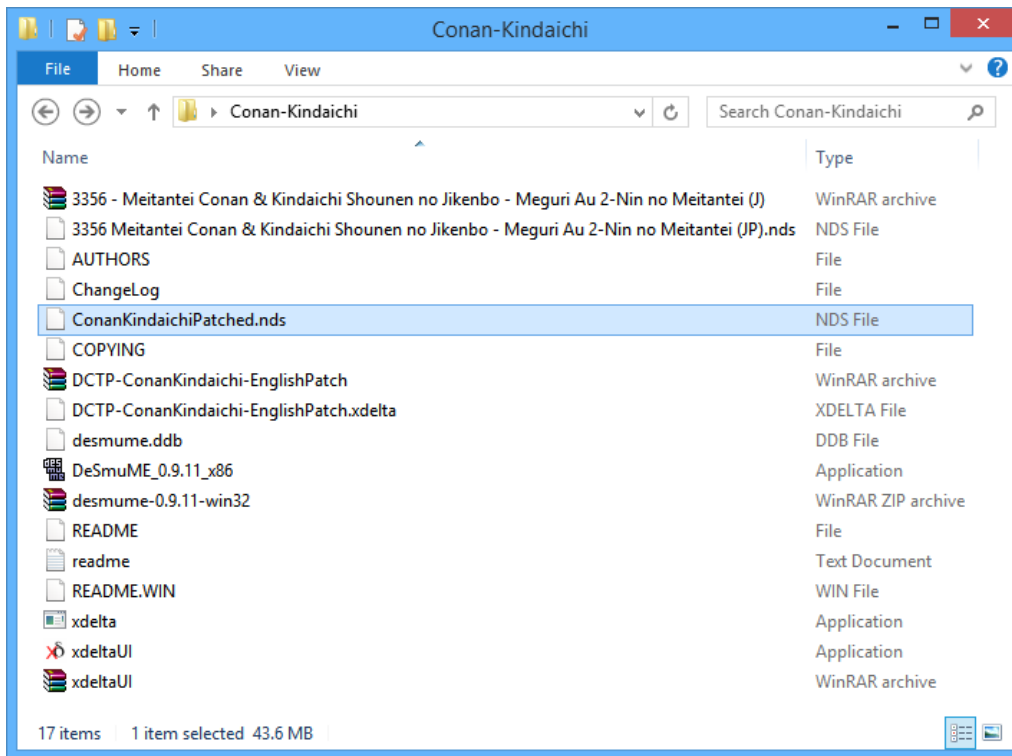 Conan-Kindaichi
File Home Share View
Conan-Kindaichi Search Conan-Kindaichi
Name Type
3356 - Meitantei Conan & Kindaichi Shounen no Jikenbo - Meguri Au 2-Nin no Meitantei (J) WinRAR archive
3356 Meitantei Conan & Kindaichi Shounen no Jikenbo - Meguri Au 2-Nin no Meitantei (JP).nds NDS File
AUTHORS File
ChangeLog File
ConanKindaichiPatched.nds NDS File
COPYING File
DCTP-ConanKindaichi-EnglishPatch WinRAR archive
DCTP-ConanKindaichi-EnglishPatch.xdelta XDELTA File
desmume.ddb DDB File
DeSmuME_0.9.11_x86 Application
desmume-0.9.11-win32 WinRAR ZIP archive
README File
readme Text Document
README.WIN WIN File
xdelta Application
xdeltaUI Application
xdeltaUI WinRAR archive
17 items 1 item selected 43.6 MB